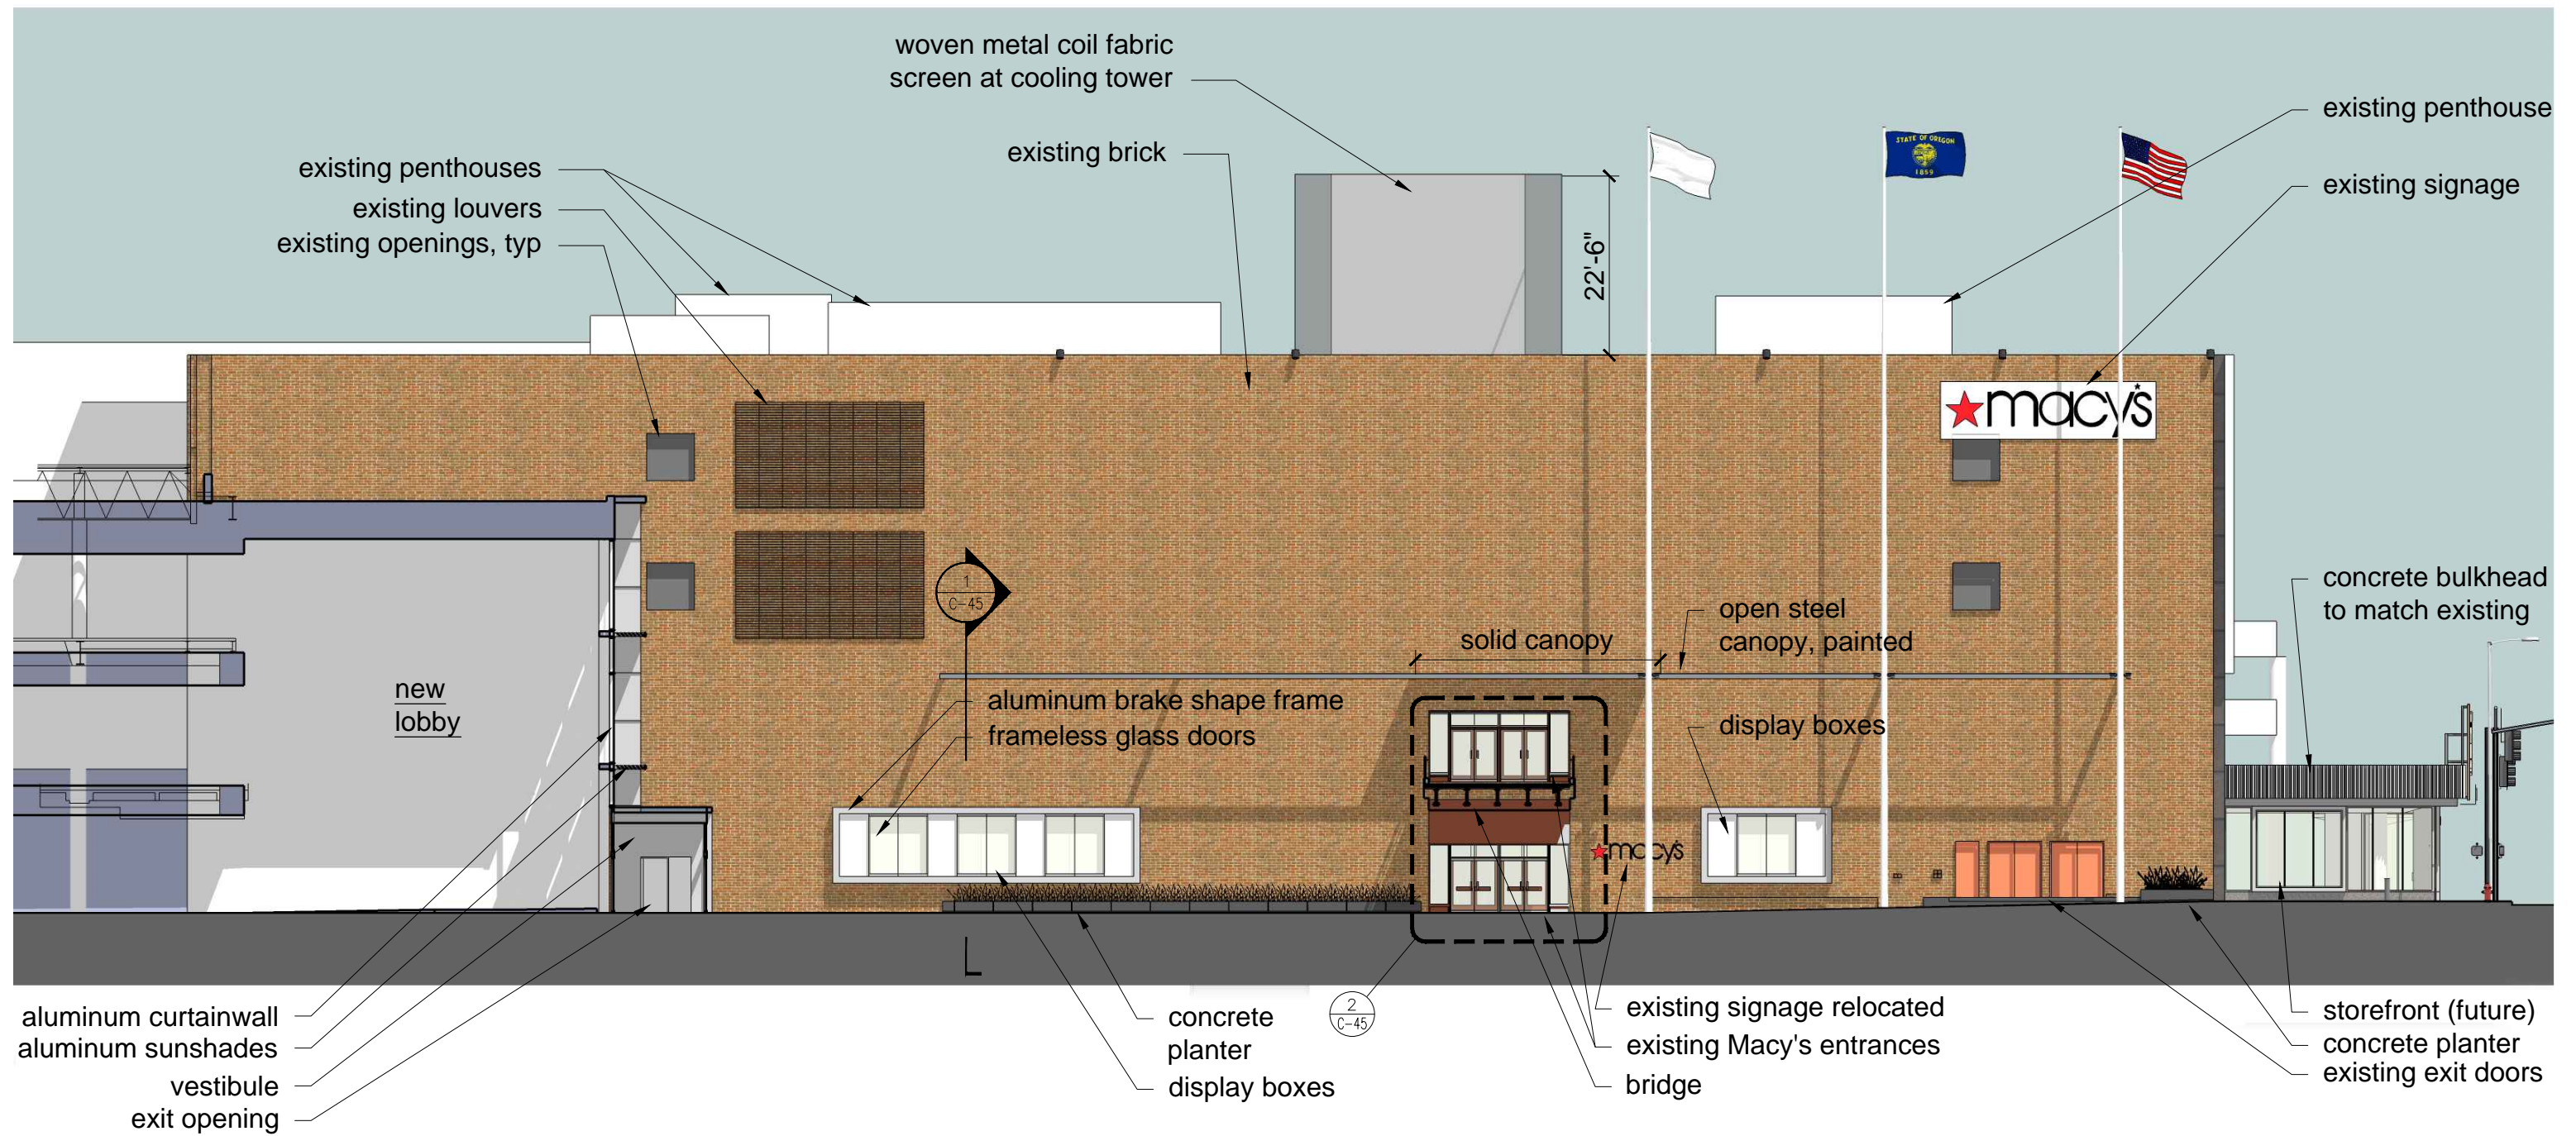 woven metal coil fabric
screen at cooling tower
existing brick
existing penthouses
existing louvers
existing openings, typ
22'-6"
STATE OF OREGON
1859
existing penthouse
existing signage
macy's
1
C-45
new
lobby
aluminum brake shape frame
frameless glass doors
solid canopy
open steel
canopy, painted
display boxes
macy's
concrete bulkhead
to match existing
aluminum curtainwall
aluminum sunshades
vestibule
exit opening
concrete
planter
display boxes
2
C-45
existing signage relocated
existing Macy's entrances
bridge
storefront (future)
concrete planter
existing exit doors